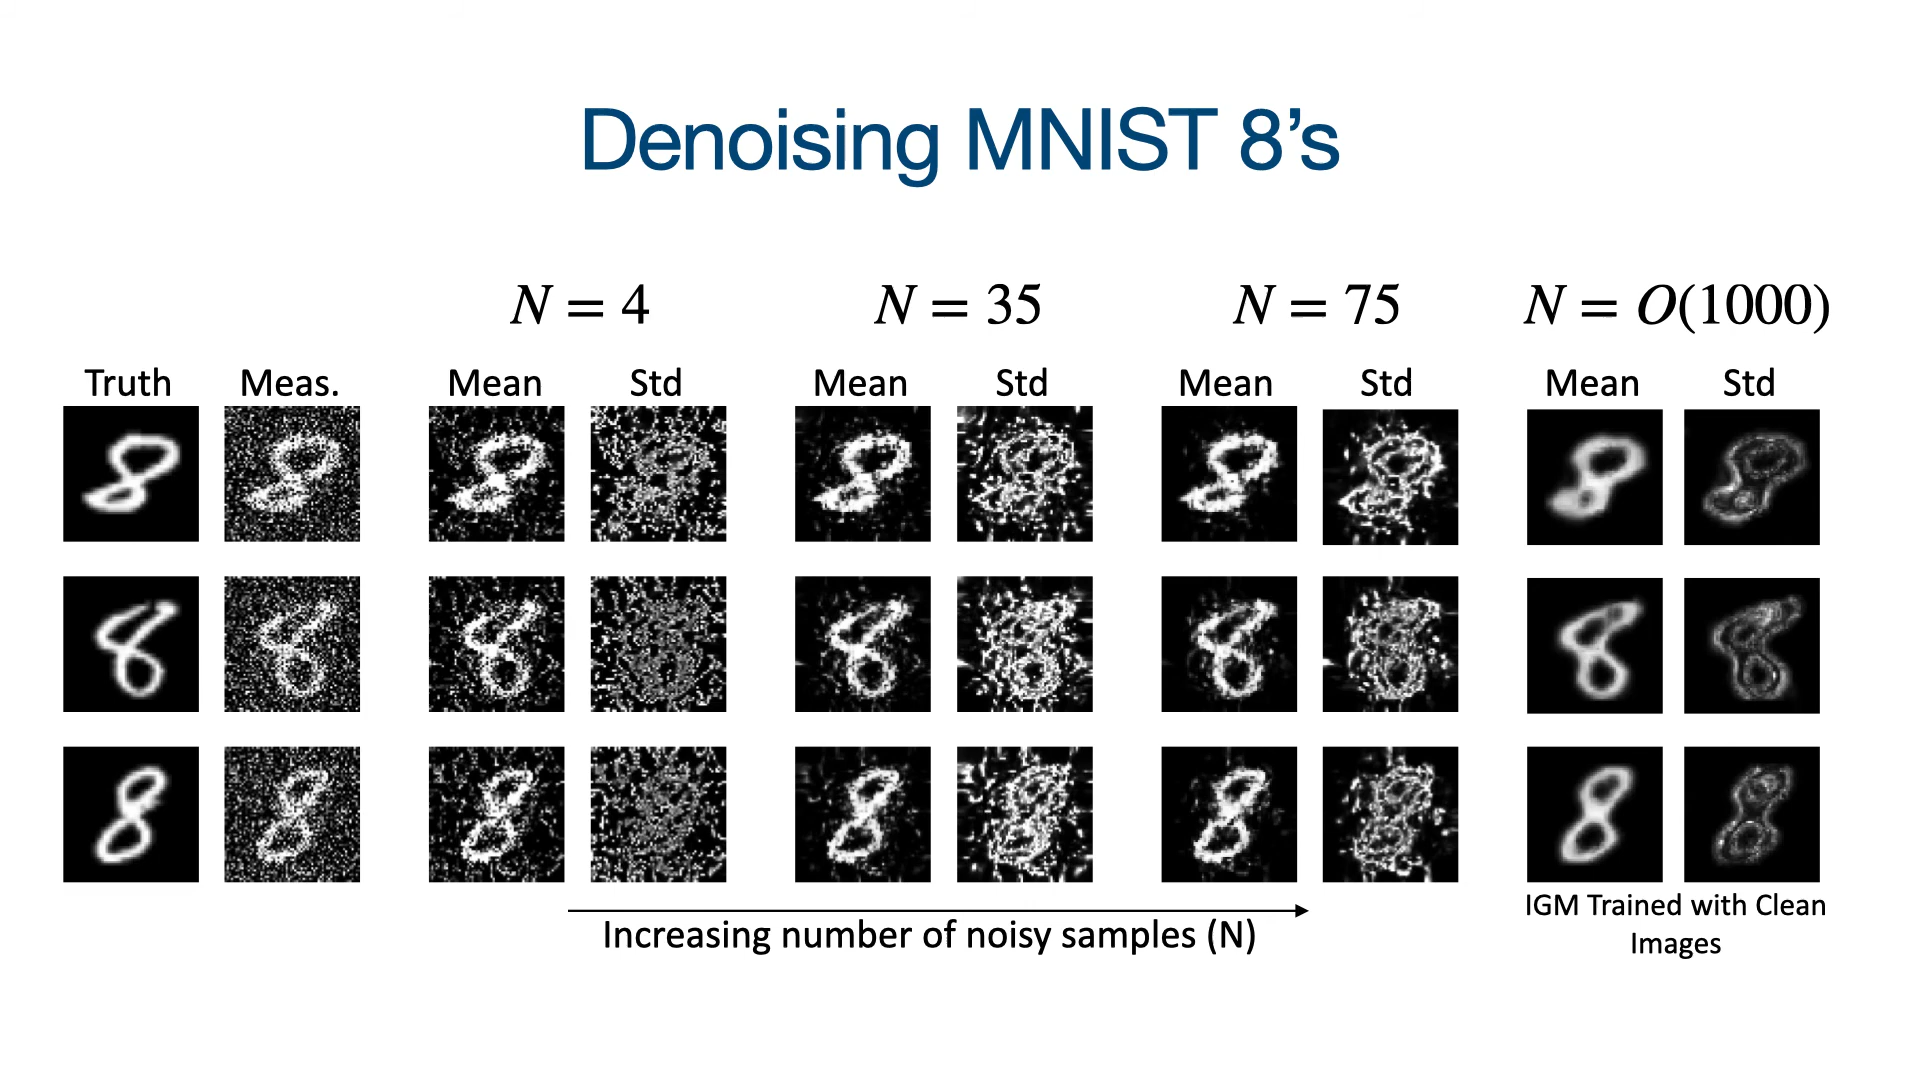 Denoising MNIST 8’s
N = 4 N = 35 N = 75 N = O(1000)
Truth Meas. Mean Std Mean Std Mean Std Mean Std
IGM Trained with Clean
Images
Increasing number of noisy samples (N)